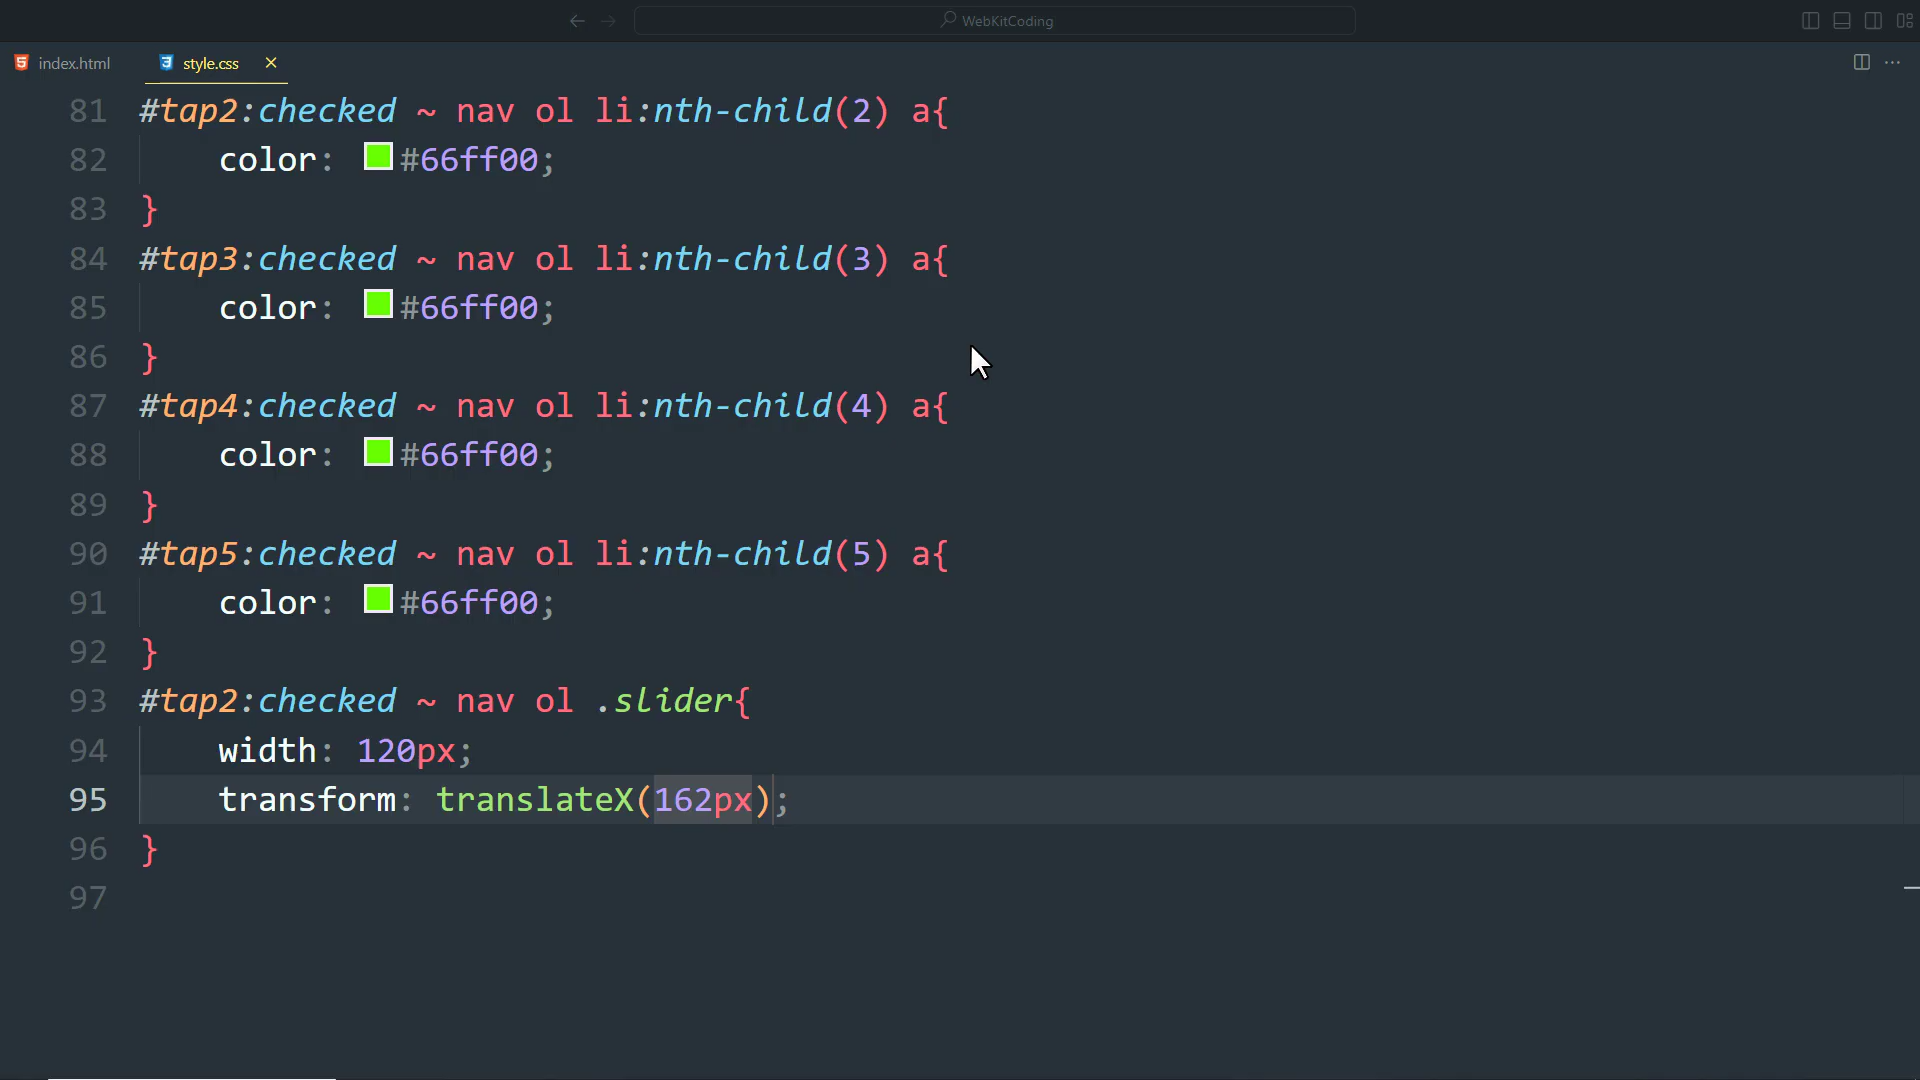 WebKitCoding
index.html
style.css
81 #tap2:checked ~ nav ol li:nth-child(2) a{
82 color: #66ff00;
83 }
84 #tap3:checked ~ nav ol li:nth-child(3) a{
85 color: #66ff00;
86 }
87 #tap4:checked ~ nav ol li:nth-child(4) a{
88 color: #66ff00;
89 }
90 #tap5:checked ~ nav ol li:nth-child(5) a{
91 color: #66ff00;
92 }
93 #tap2:checked ~ nav ol .slider{
94 width: 120px;
95 transform: translateX(162px);
96 }
97